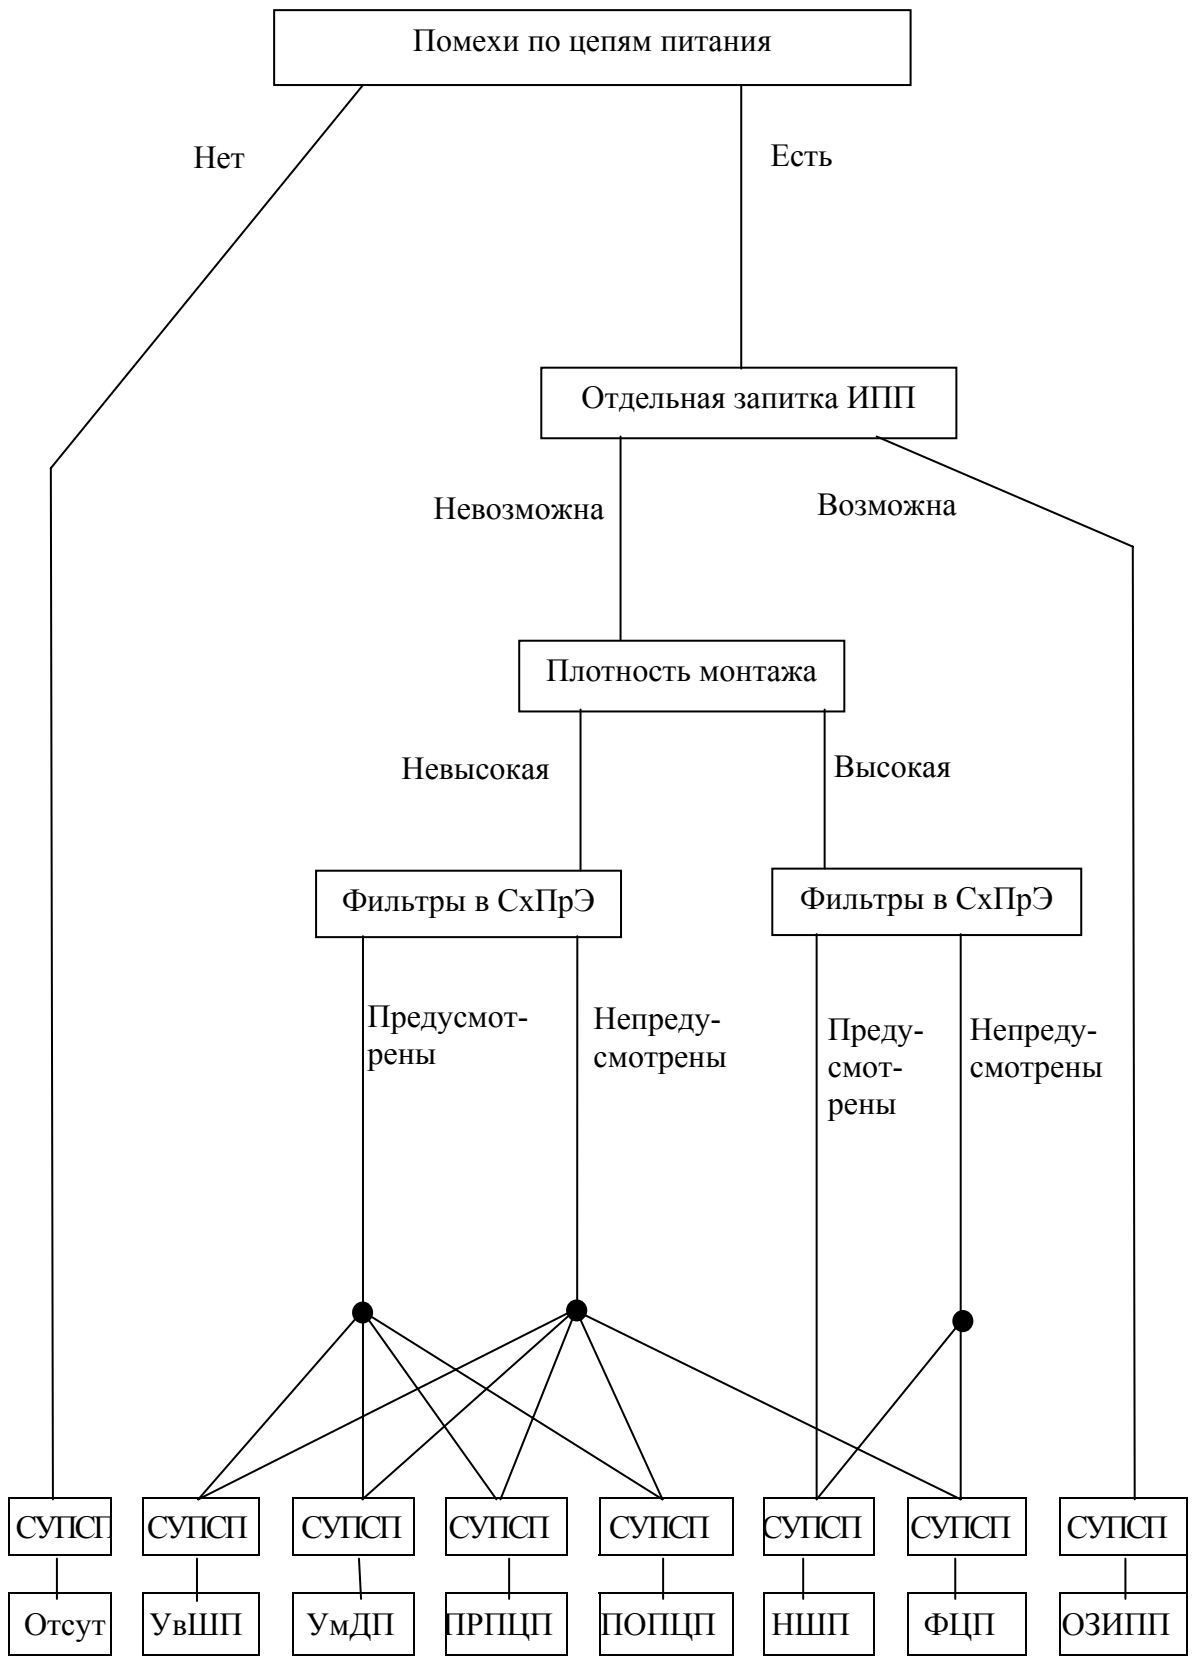 Помехи по цепям питания
Нет
Есть
Отдельная запитка ИПП
Невозможна
Возможна
Плотность монтажа
Невысокая
Высокая
Фильтры в СхПрЭ
Фильтры в СхПрЭ
Предусмот-
рены
Непреду-
смотрены
Преду-
смот-
рены
Непреду-
смотрены
СУПСП
СУПСП
СУПСП
СУПСП
СУПСП
СУПСП
СУПСП
СУПСП
Отсут
УвШП
УмДП
ПРПЦП
ПОПЦП
НШП
ФЦП
ОЗИПП